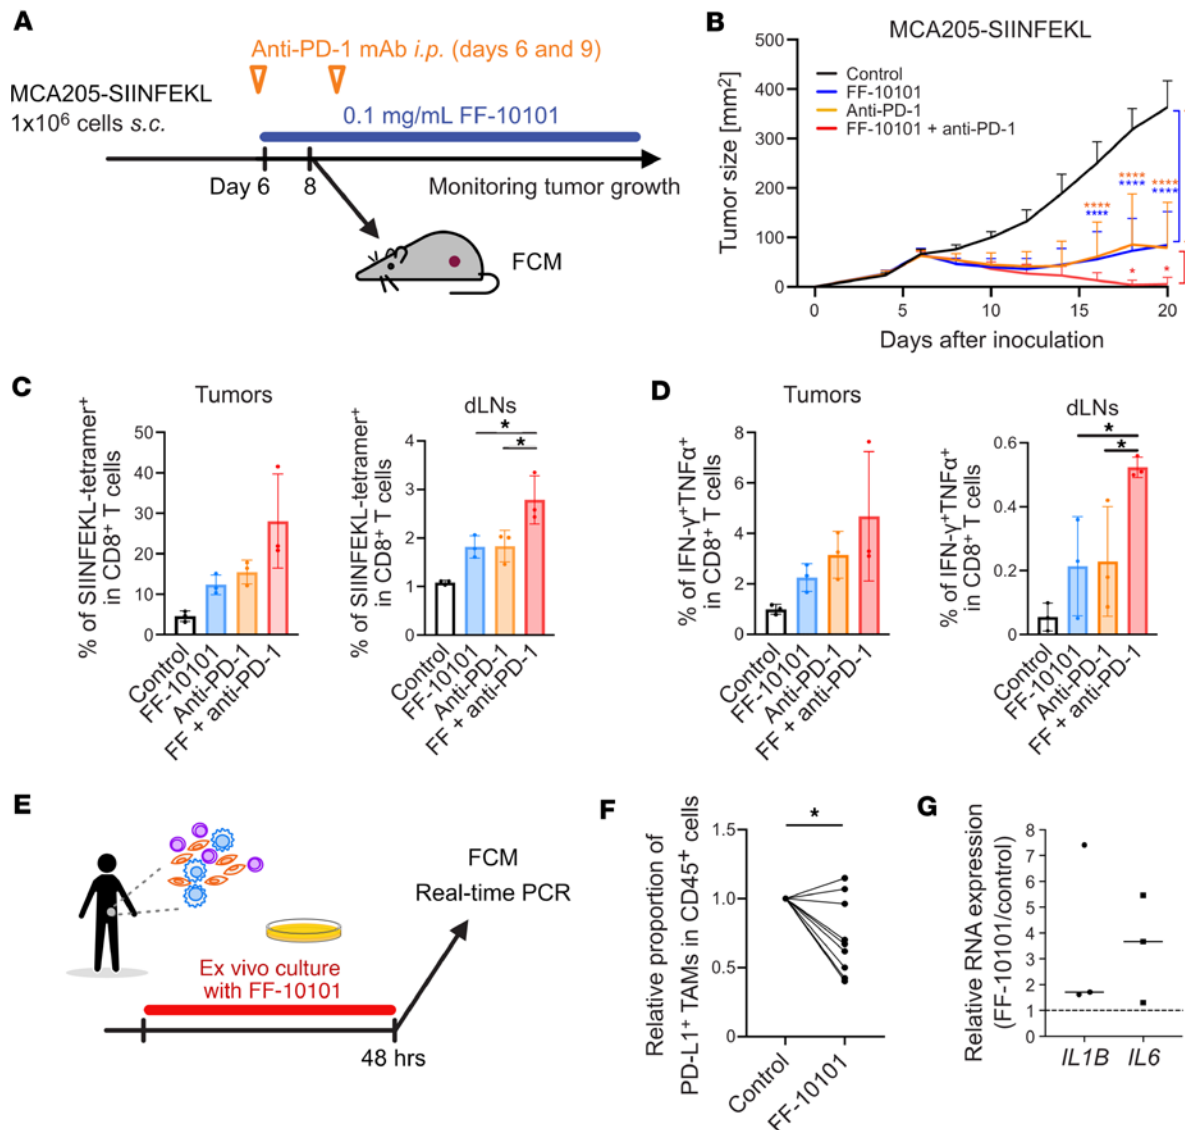 A
Anti-PD-1 mAb i.p. (days 6 and 9)
MCA205-SIINFEKL
1x10⁶ cells s.c.
0.1 mg/mL FF-10101
Day 6
8
Monitoring tumor growth
FCM
B
MCA205-SIINFEKL
Tumor size [mm²]
500
400
300
200
100
0
Control
FF-10101
Anti-PD-1
FF-10101 + anti-PD-1
**** **** ****
**** **** ****
* *
0 5 10 15 20
Days after inoculation
C
Tumors
% of SIINFEKL-tetramer⁺
in CD8⁺ T cells
50
40
30
20
10
0
Control
FF-10101
Anti-PD-1
FF + anti-PD-1
dLNs
% of SIINFEKL-tetramer⁺
in CD8⁺ T cells
4
3
2
1
0
*
*
Control
FF-10101
Anti-PD-1
FF + anti-PD-1
D
Tumors
% of IFN-γ⁺TNFα⁺
in CD8⁺ T cells
8
6
4
2
0
Control
FF-10101
Anti-PD-1
FF + anti-PD-1
dLNs
% of IFN-γ⁺TNFα⁺
in CD8⁺ T cells
0.6
0.4
0.2
0
*
*
Control
FF-10101
Anti-PD-1
FF + anti-PD-1
E
FCM
Real-time PCR
Ex vivo culture
with FF-10101
48 hrs
F
Relative proportion of
PD-L1⁺ TAMs in CD45⁺ cells
1.5
1.0
0.5
0
*
Control
FF-10101
G
Relative RNA expression
(FF-10101/control)
8
7
6
5
4
3
2
1
0
IL1B IL6